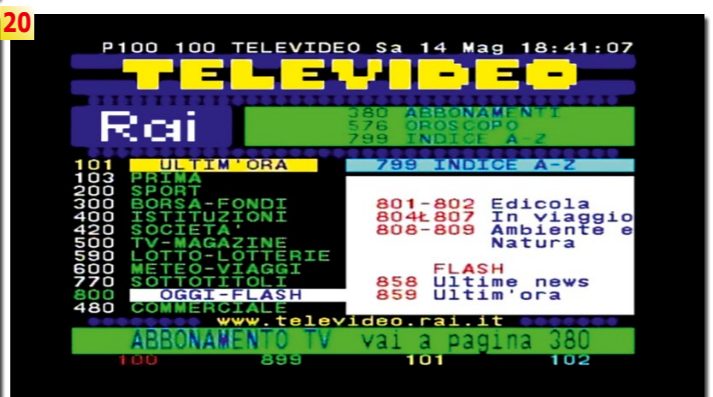 20
P100 100 TELEVIDEO Sa 14 Mag 18:41:07
TELEVIDEO
Rai
380 ABBONAMENTI
576 OROSCOPO
799 INDICE A-Z
101 ULTIM'ORA
103 PRIMA
200 SPORT
300 BORSA-FONDI
400 ISTITUZIONI
420 SOCIETA'
500 TV-MAGAZINE
590 LOTTO-LOTTERIE
600 METEO-VIAGGI
770 SOTTOTITOLI
800 OGGI-FLASH
480 COMMERCIALE
799 INDICE A-Z
801-802 Edicola
804Ł807 In viaggio
808-809 Ambiente e
Natura
FLASH
858 Ultime news
859 Ultim'ora
www.televideo.rai.it
ABBONAMENTO TV vai a pagina 380
100 899 101 102